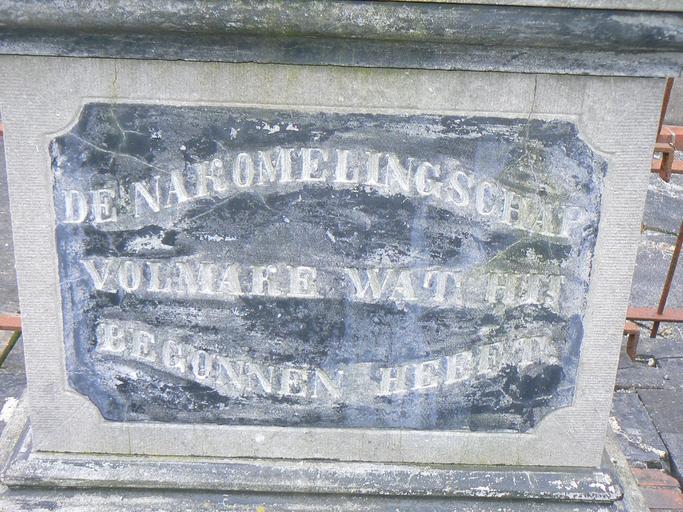 DE NAKOMELINGSCHAP
VOLMAKE WAT HIJ
BEGONNEN HEEFT.